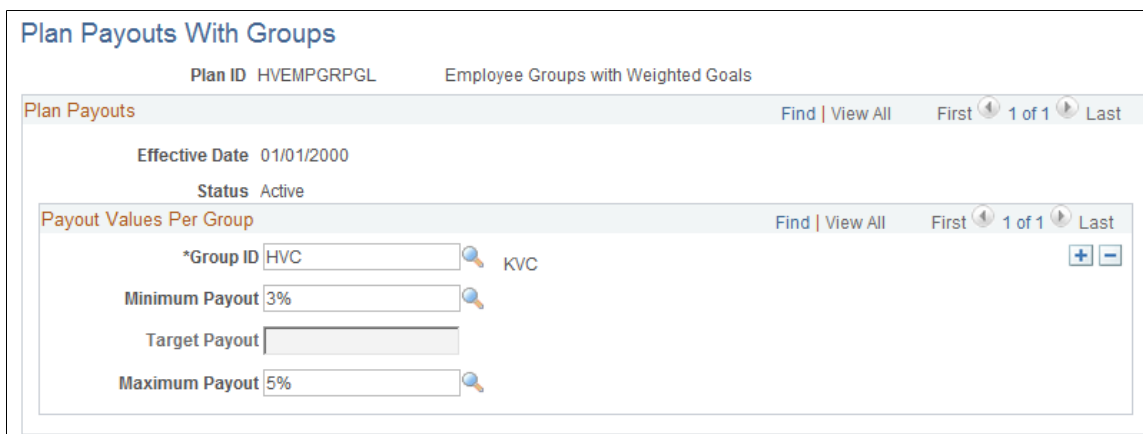 Plan Payouts With Groups
Plan ID HVEMPGRPGL Employee Groups with Weighted Goals
Plan Payouts Find | View All First 1 of 1 Last
Effective Date 01/01/2000
Status Active
Payout Values Per Group Find | View All First 1 of 1 Last
*Group ID HVC KVC
Minimum Payout 3%
Target Payout
Maximum Payout 5%